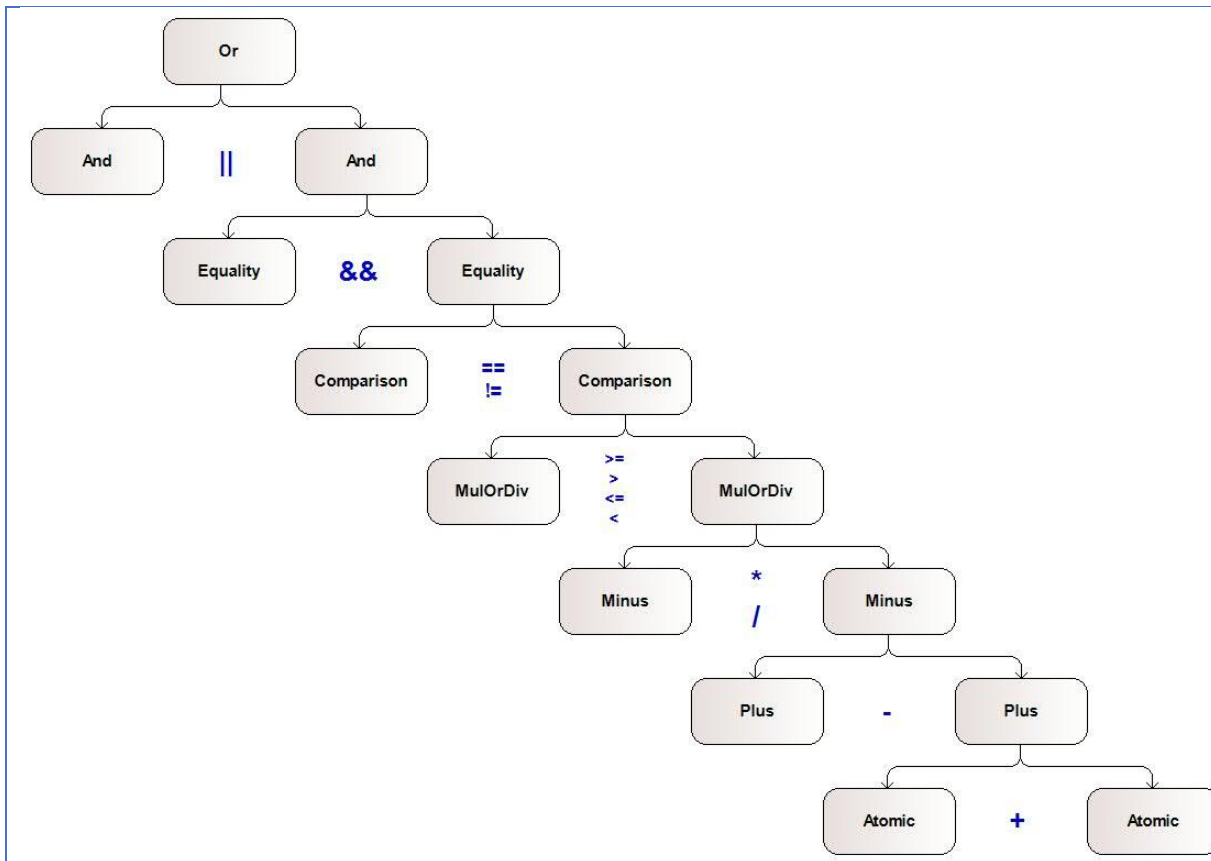 Or
And || And
Equality && Equality
Comparison == Comparison
!=
MulOrDiv >= MulOrDiv
>
<=
<
Minus * Minus
/
Plus - Plus
Atomic + Atomic